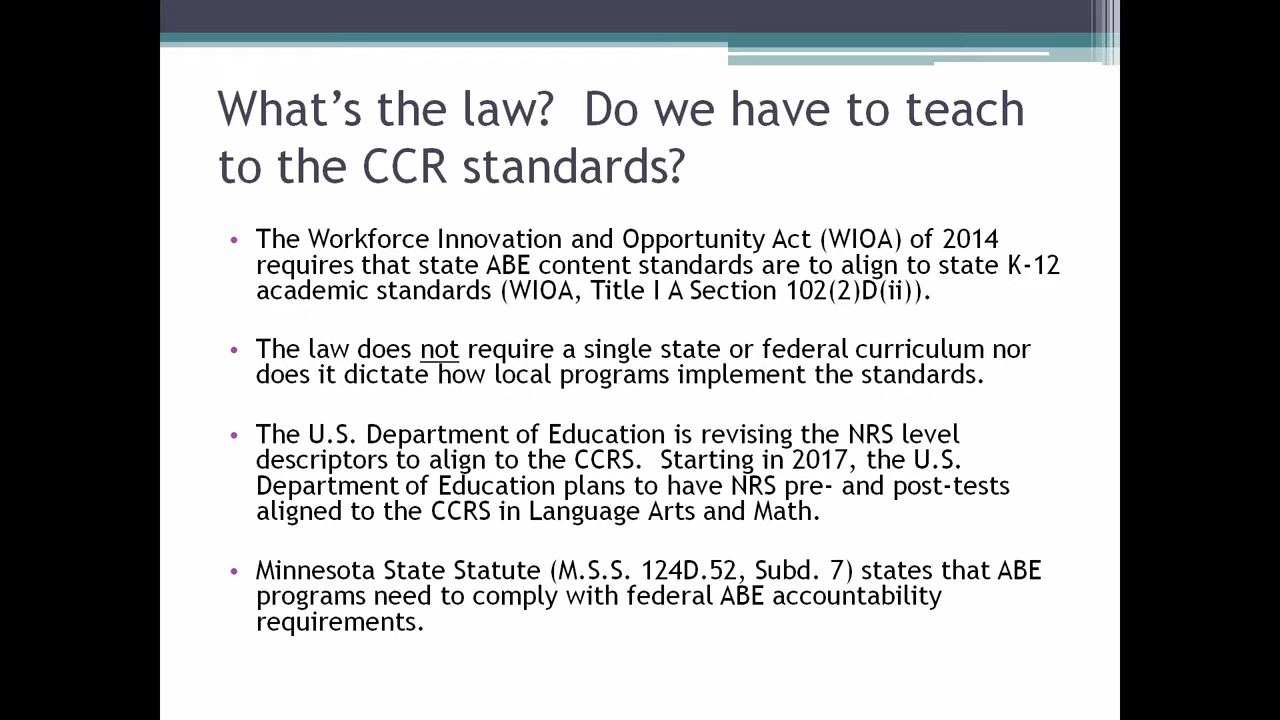 What’s the law?  Do we have to teach
to the CCR standards?
• The Workforce Innovation and Opportunity Act (WIOA) of 2014
requires that state ABE content standards are to align to state K-12
academic standards (WIOA, Title I A Section 102(2)D(ii)).
• The law does not require a single state or federal curriculum nor
does it dictate how local programs implement the standards.
• The U.S. Department of Education is revising the NRS level
descriptors to align to the CCRS.  Starting in 2017, the U.S.
Department of Education plans to have NRS pre- and post-tests
aligned to the CCRS in Language Arts and Math.
• Minnesota State Statute (M.S.S. 124D.52, Subd. 7) states that ABE
programs need to comply with federal ABE accountability
requirements.